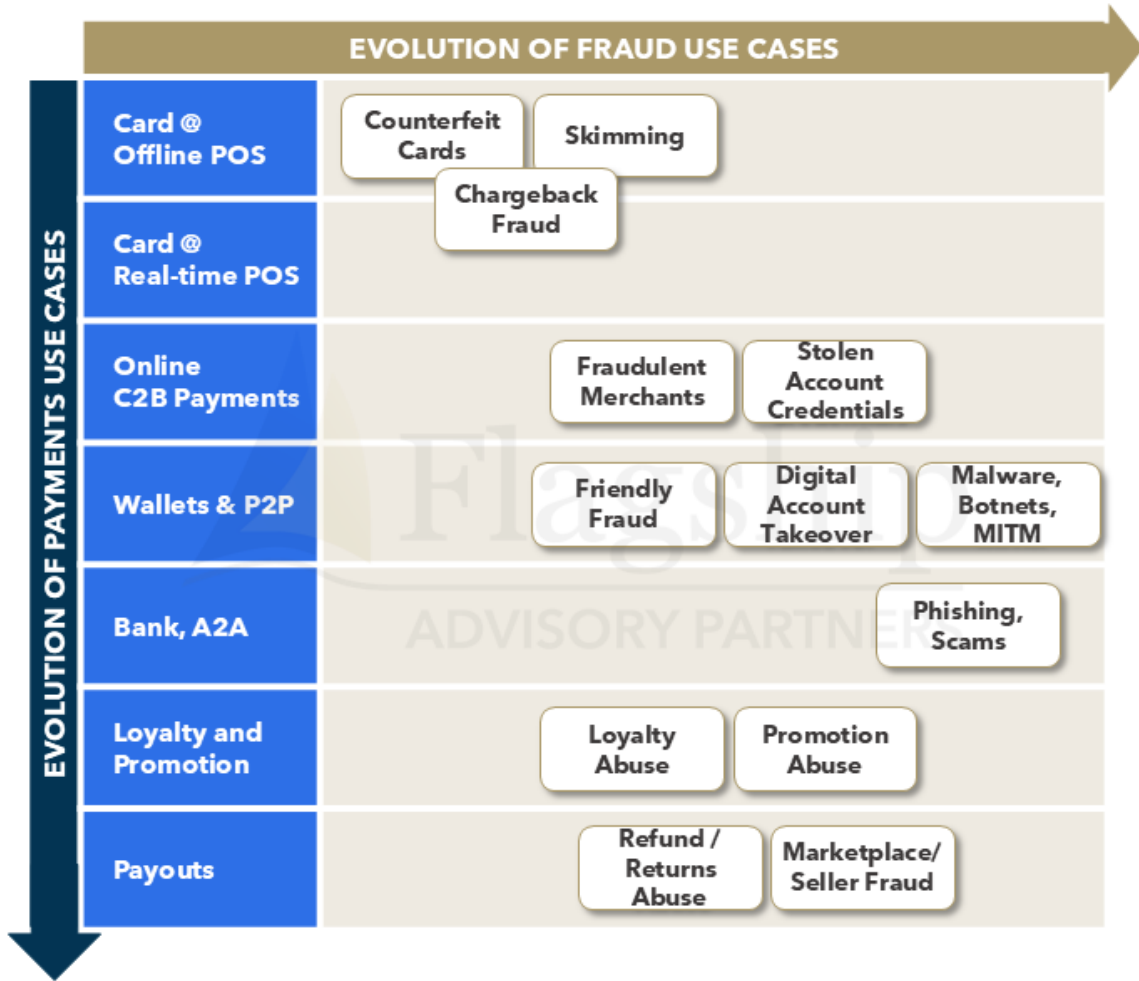 EVOLUTION OF FRAUD USE CASES
EVOLUTION OF PAYMENTS USE CASES
Card @
Offline POS
Counterfeit
Cards
Skimming
Chargeback
Fraud
Card @
Real-time POS
Online
C2B Payments
Fraudulent
Merchants
Stolen
Account
Credentials
Wallets & P2P
Friendly
Fraud
Digital
Account
Takeover
Malware,
Botnets,
MITM
Flagship
ADVISORY PARTNERS
Bank, A2A
Phishing,
Scams
Loyalty and
Promotion
Loyalty
Abuse
Promotion
Abuse
Payouts
Refund /
Returns
Abuse
Marketplace/
Seller Fraud